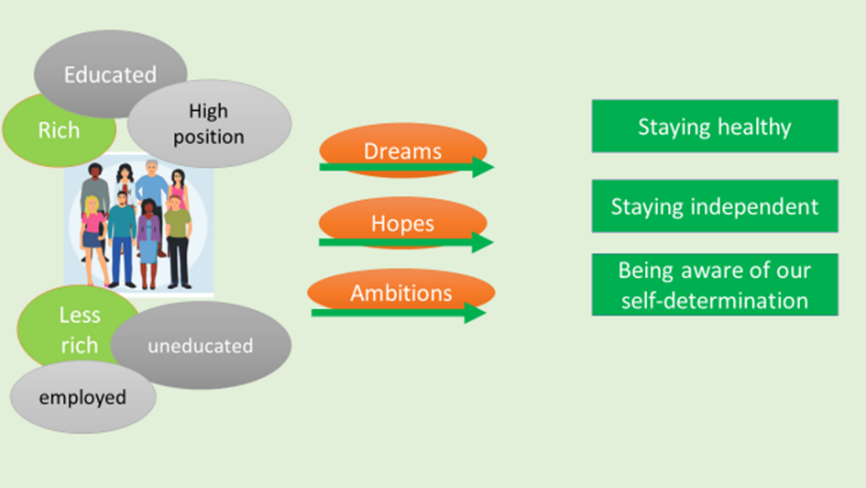 Educated
Rich
High
position
Less
rich
uneducated
employed
Dreams
Hopes
Ambitions
Staying healthy
Staying independent
Being aware of our
self-determination